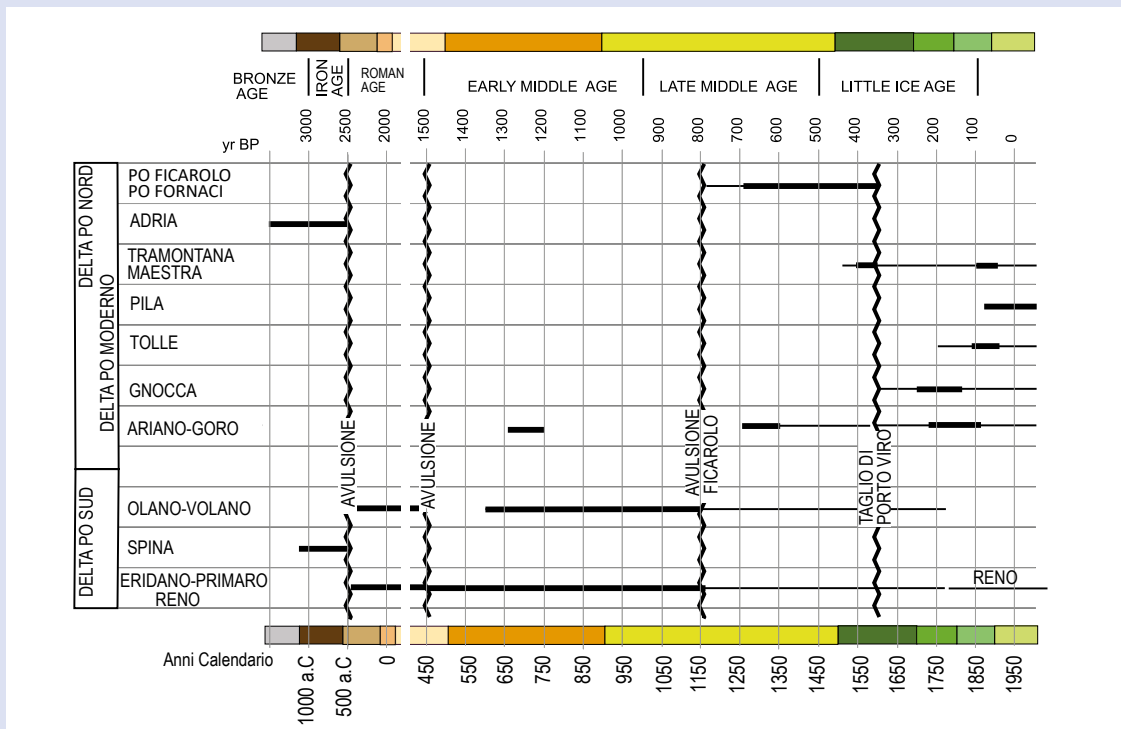 BRONZE AGE
IRON AGE
ROMAN AGE
EARLY MIDDLE AGE
LATE MIDDLE AGE
LITTLE ICE AGE
yr BP
3000 2500 2000 1500 1400 1300 1200 1100 1000 900 800 700 600 500 400 300 200 100 0
DELTA PO NORD
DELTA PO MODERNO
PO FICAROLO
PO FORNACI
ADRIA
TRAMONTANA
MAESTRA
PILA
TOLLE
GNOCCA
ARIANO-GORO
DELTA PO SUD
OLANO-VOLANO
SPINA
ERIDANO-PRIMARO
RENO
AVULSIONE
AVULSIONE
AVULSIONE
FICAROLO
TAGLIO DI
PORTO VIRO
RENO
Anni Calendario
1000 a.C 500 a.C 0 450 550 650 750 850 950 1050 1150 1250 1350 1450 1550 1650 1750 1850 1950